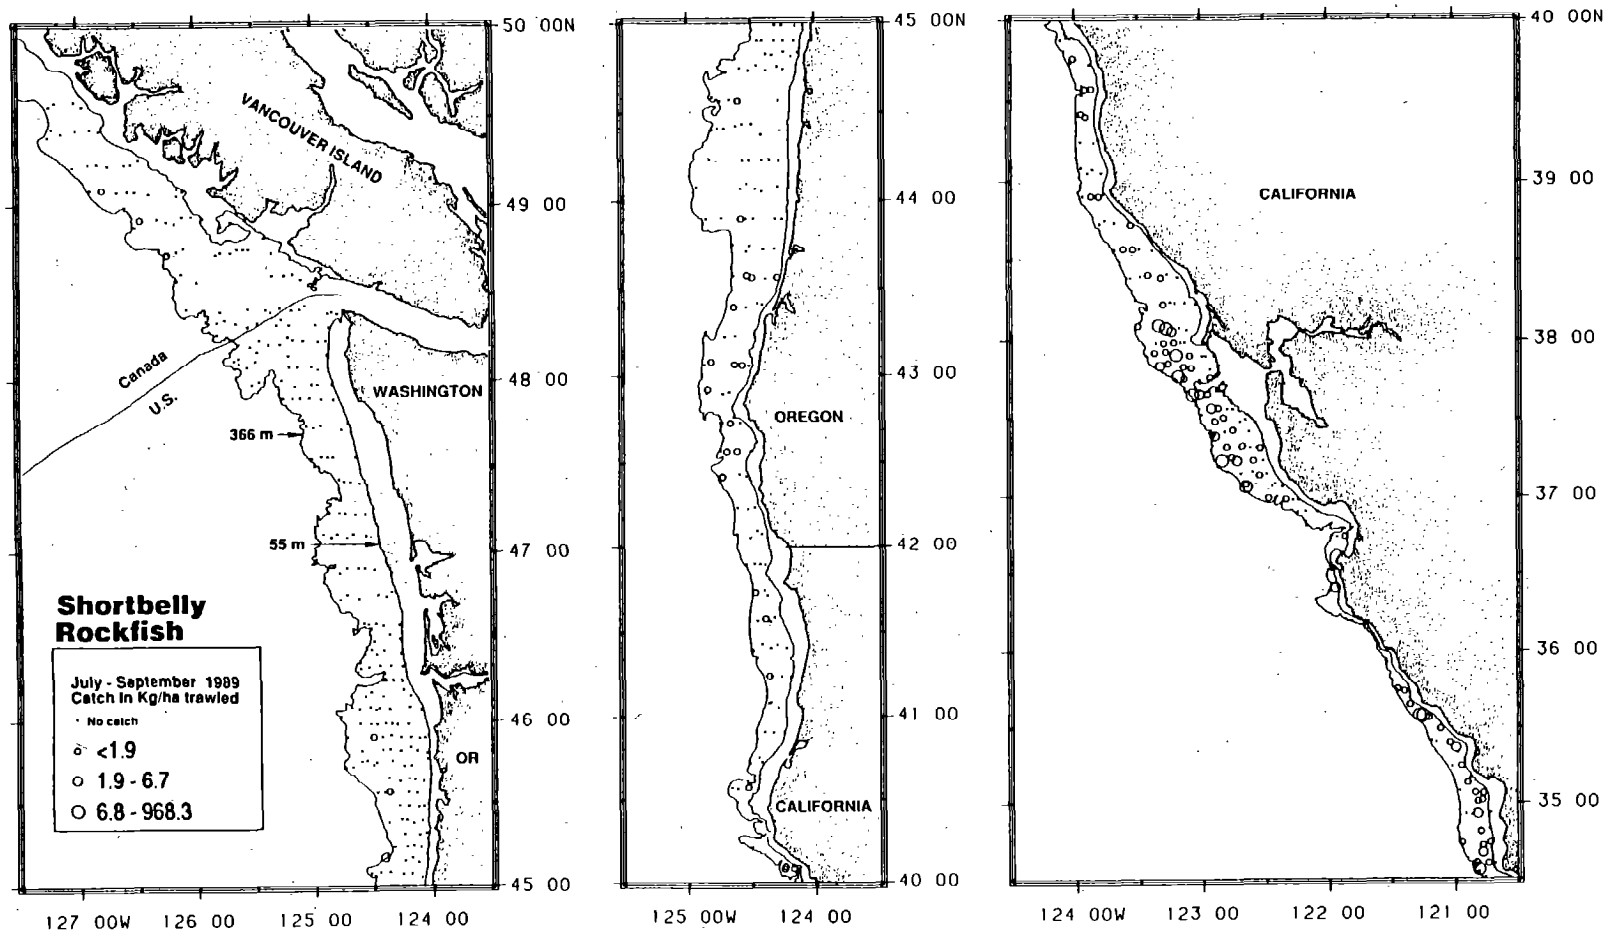 50 00N
VANCOUVER ISLAND
49 00
Canada
U.S.
48 00
WASHINGTON
366 m
47 00
55 m
Shortbelly
Rockfish
July - September 1989
Catch in Kg/ha trawled
No catch
<1.9
1.9 - 6.7
6.8 - 968.3
46 00
OR
45 00
127 00W 126 00 125 00 124 00
45 00N
44 00
43 00
OREGON
42 00
41 00
CALIFORNIA
40 00
125 00W 124 00
40 00N
39 00
CALIFORNIA
38 00
37 00
36 00
35 00
124 00W 123 00 122 00 121 00